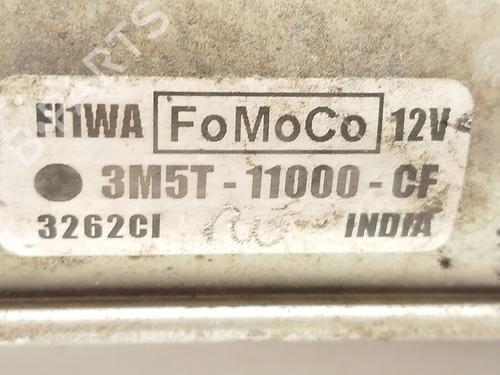 FI1WA FoMoCo 12V
3M5T - 11000 - CF
3262CI INDIA